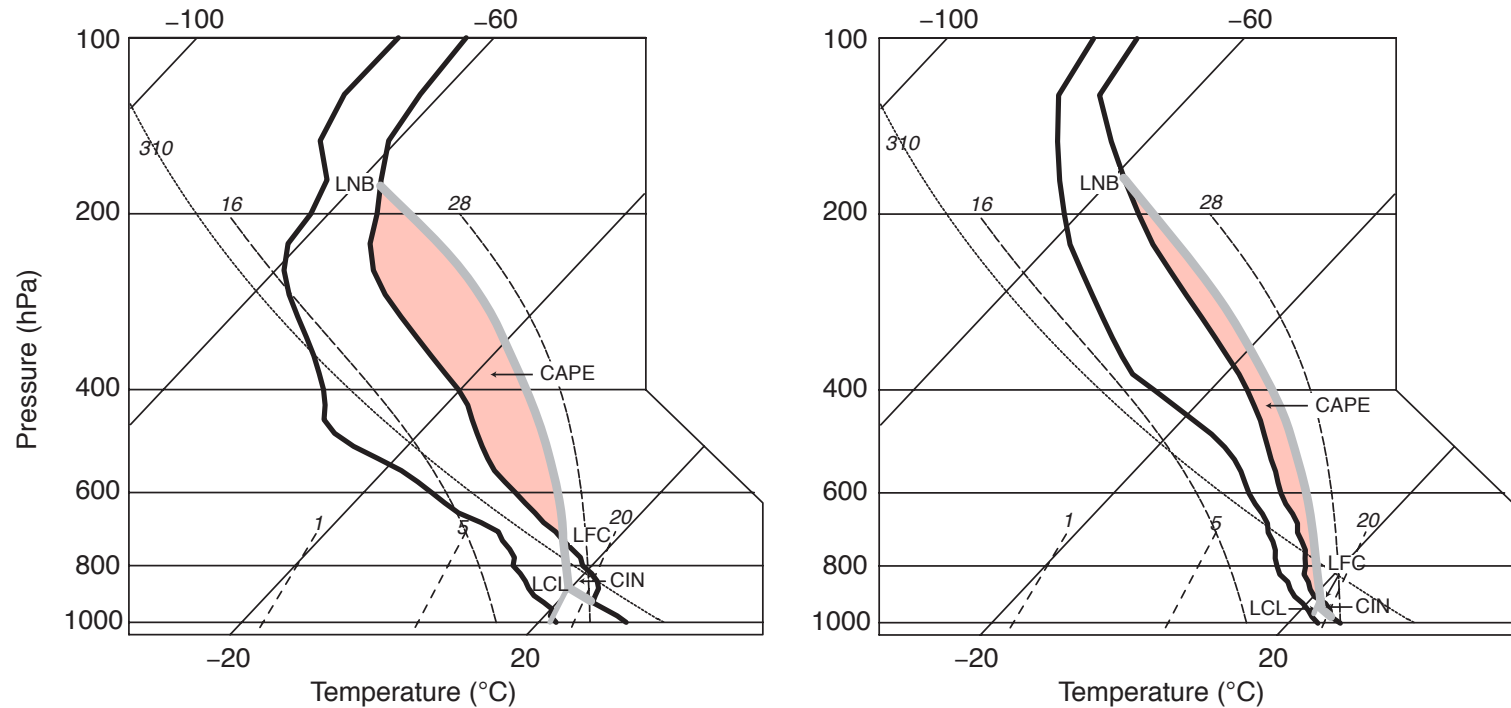 −100 −60
100
310
LNB
16 28
200
400
CAPE
600
1 5 20
LFC
800
LCL CIN
1000
−20 20
Temperature (°C)
Pressure (hPa)
−100 −60
100
310
LNB
16 28
200
400
CAPE
600
1 5 20
800
LFC
LCL CIN
1000
−20 20
Temperature (°C)